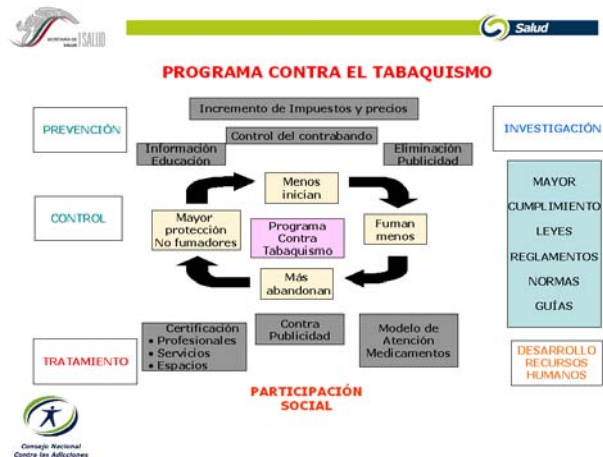 SECRETARÍA DE
SALUD
SALUD
Salud
PROGRAMA CONTRA EL TABAQUISMO
Incremento de Impuestos y precios
PREVENCIÓN
INVESTIGACIÓN
Control del contrabando
Información
Educación
Eliminación
Publicidad
Menos
inician
MAYOR
CUMPLIMIENTO
LEYES
REGLAMENTOS
NORMAS
GUÍAS
CONTROL
Mayor
protección
No fumadores
Programa
Contra
Tabaquismo
Fuman
menos
Más
abandonan
Certificación
• Profesionales
• Servicios
• Espacios
Contra
Publicidad
Modelo de
Atención
Medicamentos
TRATAMIENTO
DESARROLLO
RECURSOS
HUMANOS
PARTICIPACIÓN
SOCIAL
Consejo Nacional
Contra las Adicciones